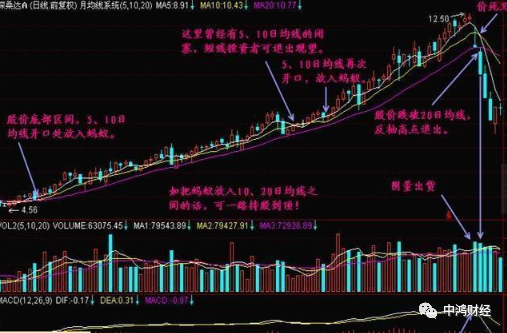 深桑达A (日线 前复权) 月均线系统(5,10,20) MA5:8.91↓ MA10:10.43↓ MA20:10.77↓
12.50
价死
这里曾经有5、10日均线的闭
塞。短线投资者可退出观望。
5、10日均线再次
开口，放入蚂蚁。
股价底部区间，5、10日
均线开口处放入蚂蚁。
股价跌破20日均线，
反抽高点退出。
如把蚂蚁放入10、20日均线之
间的话，可一路持股到顶！
4.56
倒量出货
VOL2(5,10,20) VOLUME:63075.45↓ MA1:79543.89↓ MA2:79427.91↓ MA3:72928.89↓
中鸿财经
MACD(12,26,9) DIF:-0.17↓ DEA:0.31↓ MACD:-0.97↓